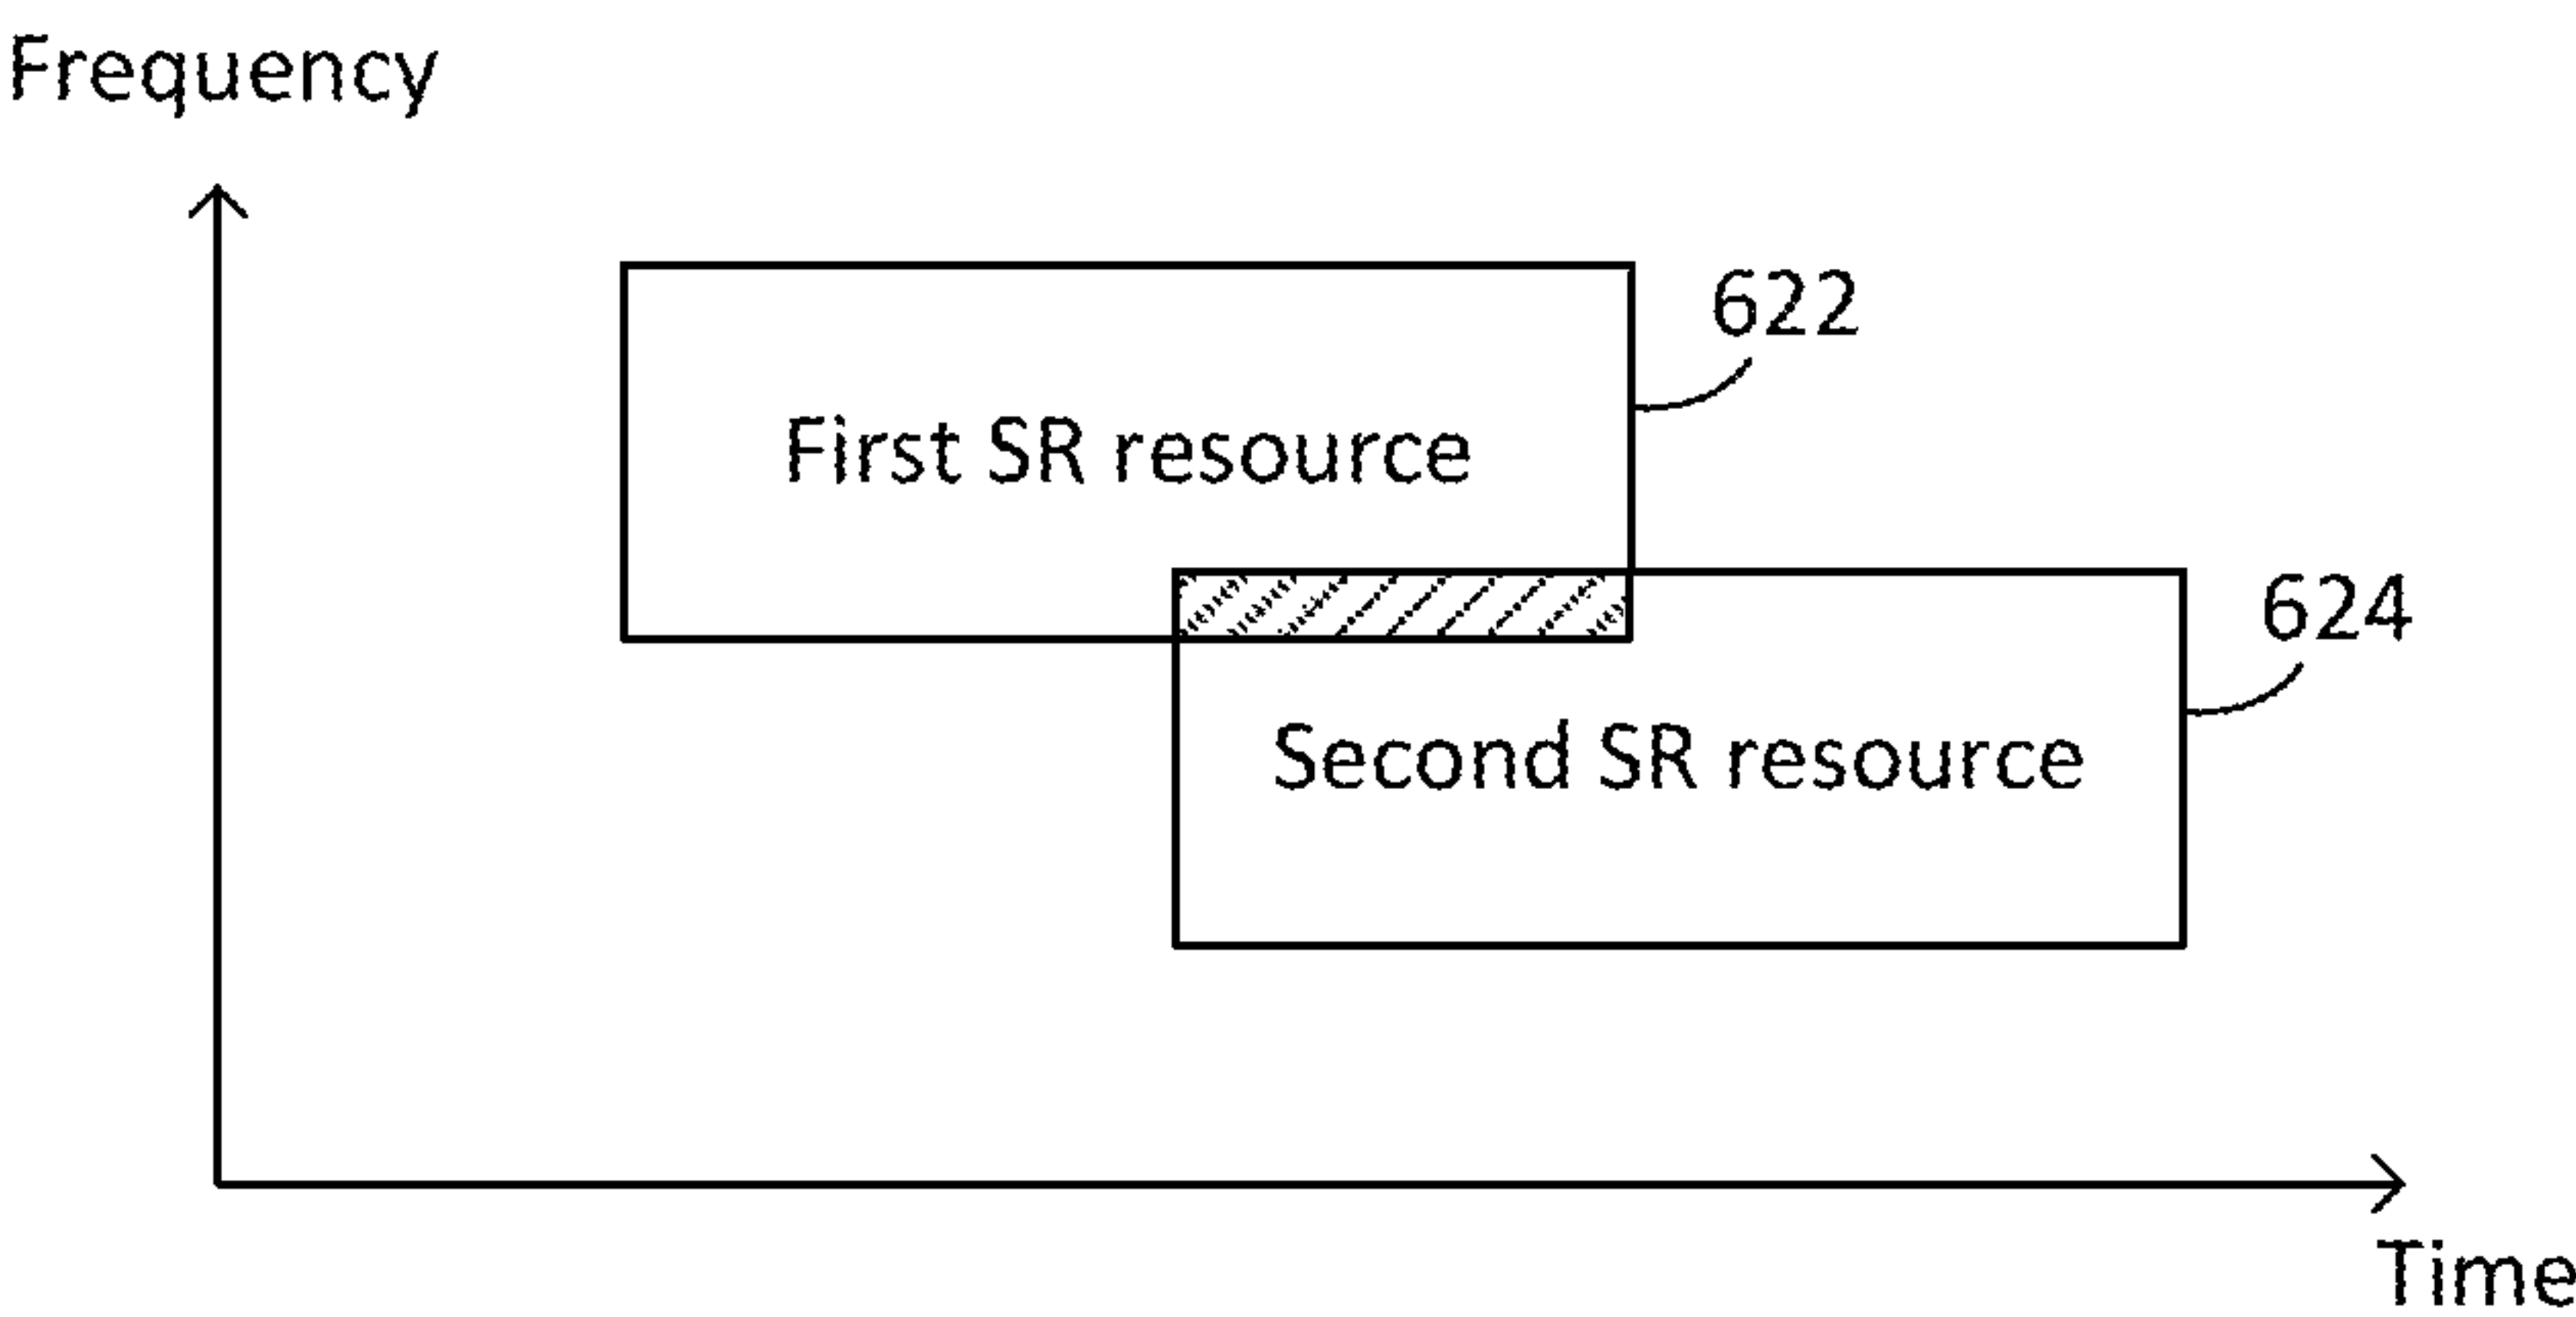 Frequency
622
First SR resource
624
Second SR resource
Time